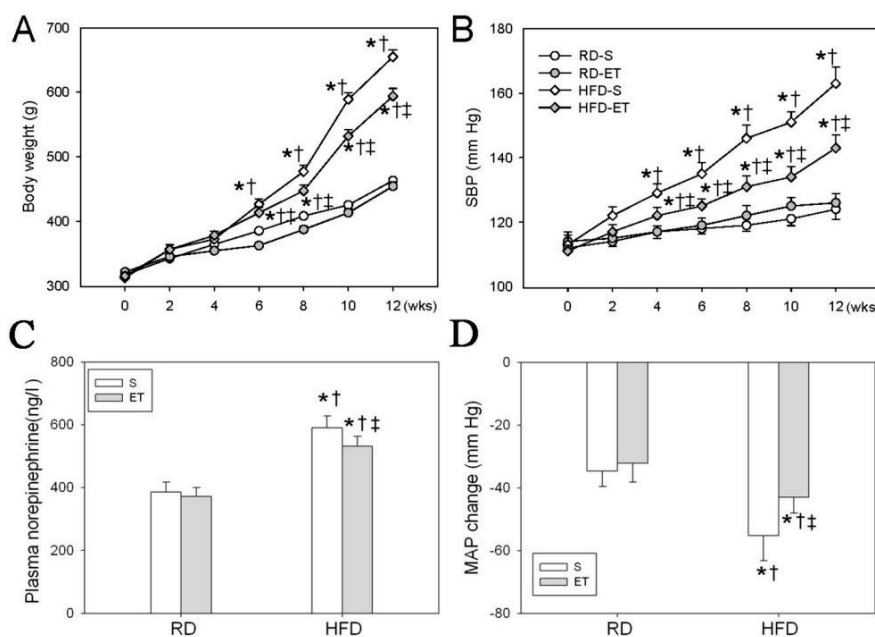 A
Body weight (g)
700
600
500
400
300
*†
*†
*†
*†
*†‡
*†‡
*†‡
*†‡
0 2 4 6 8 10 12 (wks)
B
SBP (mm Hg)
180
160
140
120
100
RD-S
RD-ET
HFD-S
HFD-ET
*†
*†
*†
*†
*†
*†‡
*†‡
*†‡
*†‡
*†‡
0 2 4 6 8 10 12 (wks)
C
Plasma norepinephrine(ng/l)
800
600
400
200
0
S
ET
*†
*†‡
RD HFD
D
MAP change (mm Hg)
0
-20
-40
-60
-80
*†‡
*†
S
ET
RD HFD